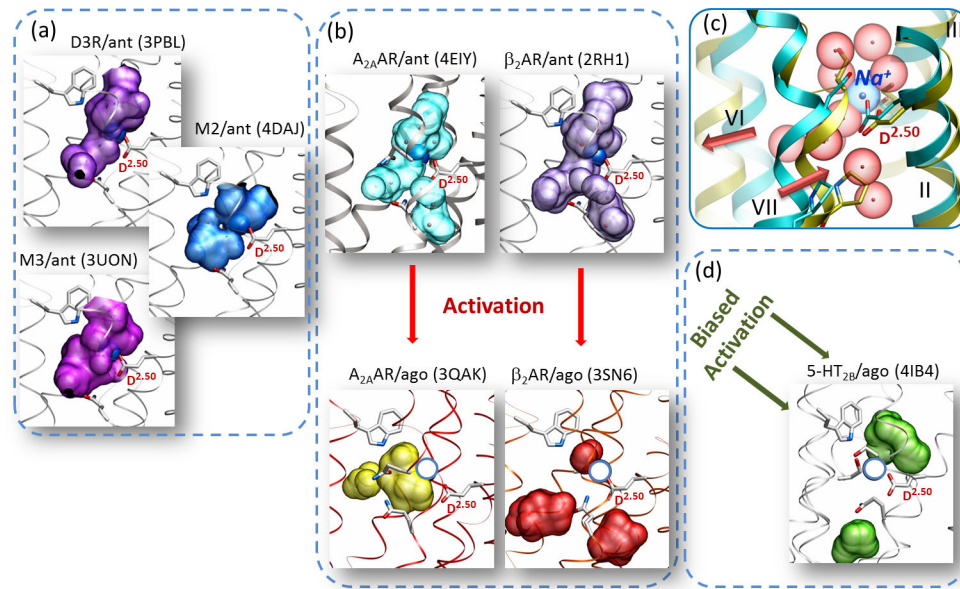 (a)
D3R/ant (3PBL)
D2.50
M2/ant (4DAJ)
D2.50
M3/ant (3UON)
D2.50
(b)
A2AAR/ant (4EIY)
β2AR/ant (2RH1)
D2.50
D2.50
Activation
A2AAR/ago (3QAK)
β2AR/ago (3SN6)
D2.50
D2.50
(c)
III
Na+
D2.50
VI
VII
II
(d)
Biased
Activation
5-HT2B/ago (4IB4)
D2.50